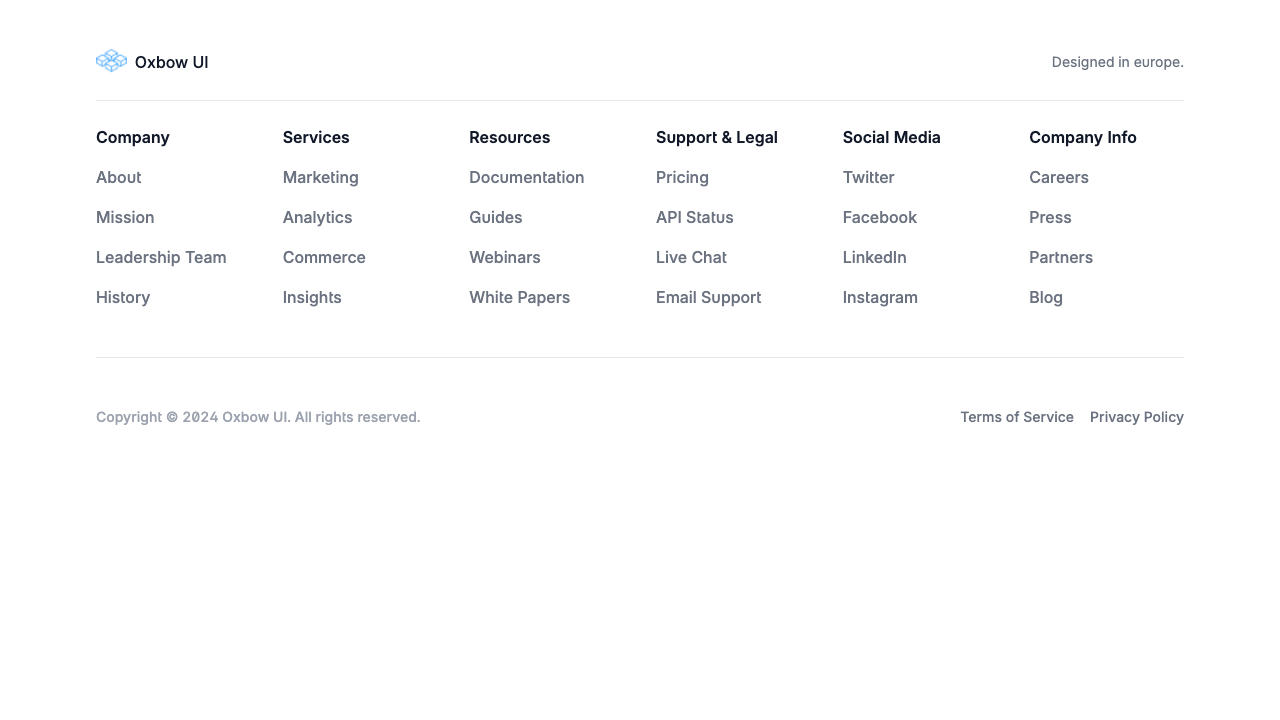 Oxbow UI
Designed in europe.
Company
About
Mission
Leadership Team
History
Services
Marketing
Analytics
Commerce
Insights
Resources
Documentation
Guides
Webinars
White Papers
Support & Legal
Pricing
API Status
Live Chat
Email Support
Social Media
Twitter
Facebook
LinkedIn
Instagram
Company Info
Careers
Press
Partners
Blog
Copyright © 2024 Oxbow UI. All rights reserved.
Terms of Service
Privacy Policy